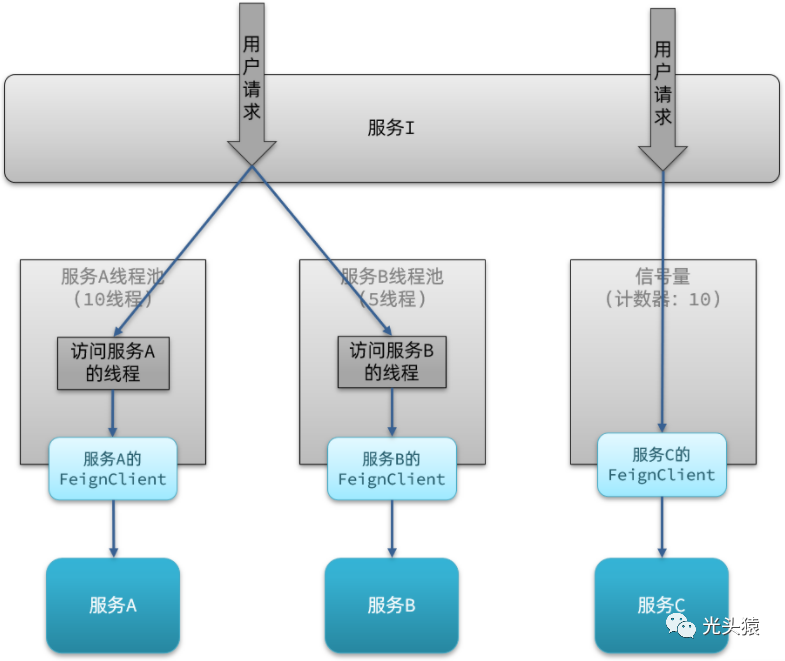 用户请求
用户请求
服务I
服务A线程池
(10线程)
服务B线程池
(5线程)
信号量
(计数器: 10)
访问服务A
的线程
访问服务B
的线程
服务A的
FeignClient
服务B的
FeignClient
服务C的
FeignClient
服务A
服务B
服务C
光头猿